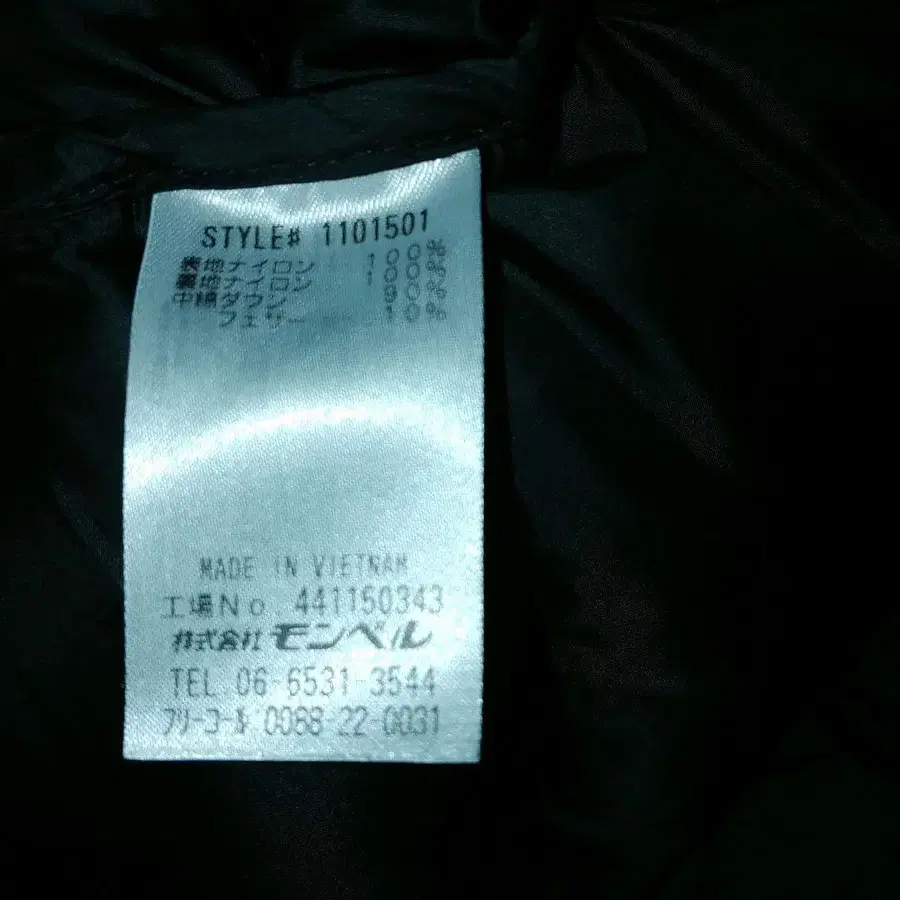 STYLE# 1101501
表地ナイロン 100%
裏地ナイロン 100%
中綿ダウン 90%
フェザー 10%
MADE IN VIETNAM
工場No. 441150343
株式会社モンベル
TEL 06-6531-3544
フリーコール 0088-22-0031